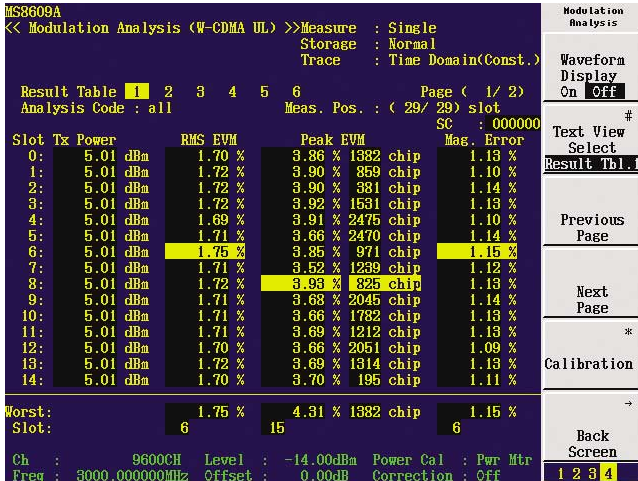 MS8609A
<< Modulation Analysis (W-CDMA UL) >>Measure : Single
Storage : Normal
Trace : Time Domain(Const.)
Result Table 1 2 3 4 5 6 Page ( 1/ 2)
Analysis Code : all Meas. Pos. : ( 29/ 29) slot
SC : 000000
Slot Tx Power RMS EVM Peak EVM Mag. Error
0: 5.01 dBm 1.70 % 3.86 % 1382 chip 1.13 %
1: 5.01 dBm 1.72 % 3.90 % 859 chip 1.10 %
2: 5.01 dBm 1.72 % 3.90 % 381 chip 1.14 %
3: 5.01 dBm 1.72 % 3.92 % 1531 chip 1.13 %
4: 5.01 dBm 1.69 % 3.91 % 2475 chip 1.10 %
5: 5.01 dBm 1.71 % 3.66 % 2470 chip 1.14 %
6: 5.01 dBm 1.75 % 3.85 % 971 chip 1.15 %
7: 5.01 dBm 1.71 % 3.52 % 1239 chip 1.12 %
8: 5.01 dBm 1.72 % 3.93 % 825 chip 1.13 %
9: 5.01 dBm 1.71 % 3.68 % 2045 chip 1.14 %
10: 5.01 dBm 1.71 % 3.66 % 1782 chip 1.13 %
11: 5.01 dBm 1.71 % 3.69 % 1212 chip 1.13 %
12: 5.01 dBm 1.70 % 3.66 % 2051 chip 1.09 %
13: 5.01 dBm 1.72 % 3.69 % 1314 chip 1.13 %
14: 5.01 dBm 1.70 % 3.70 % 195 chip 1.11 %
Worst: 1.75 % 4.31 % 1382 chip 1.15 %
Slot: 6 15 6
Ch : 9600CH Level : -14.00dBm Power Cal : Pwr Mtr
Freq : 3000.000000MHz Offset : 0.00dB Correction : Off
Modulation
Analysis
Waveform
Display
On Off
#
Text View
Select
Result Tbl.1
Previous
Page
Next
Page
*
Calibration
→
Back
Screen
1 2 3 4